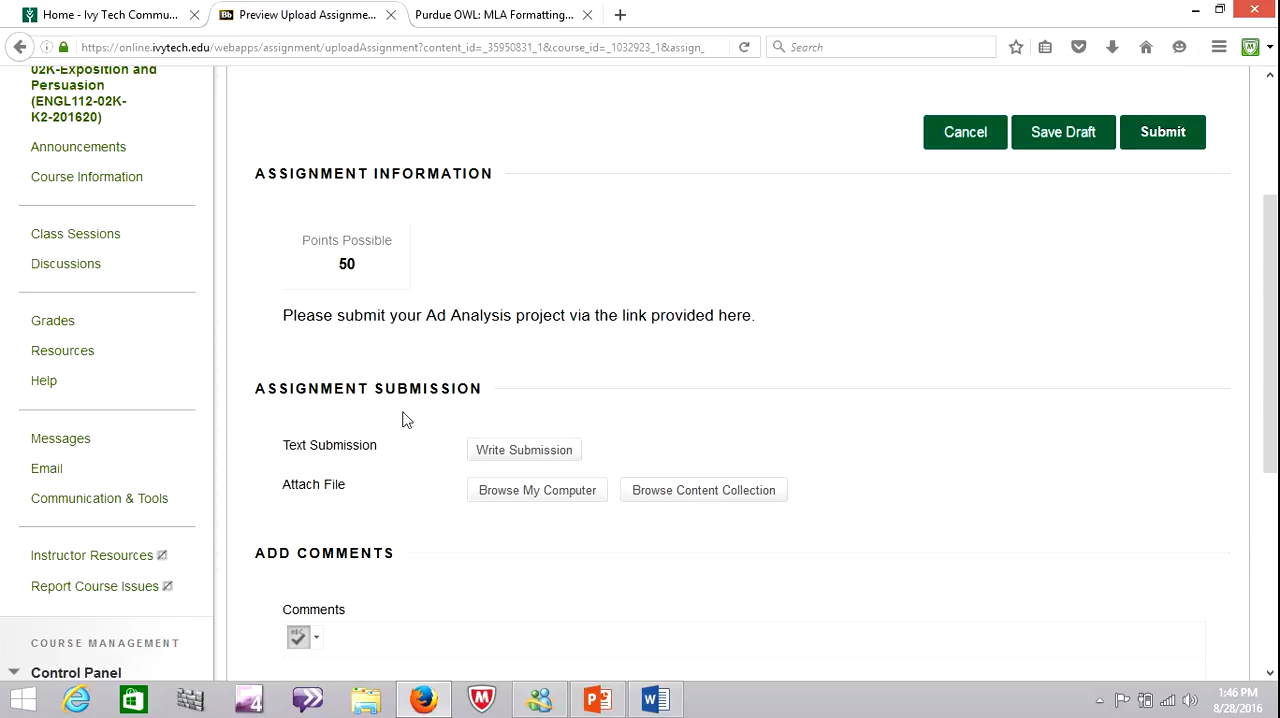 Home - Ivy Tech Commu...
Preview Upload Assignme...
Purdue OWL: MLA Formatting...
https://online.ivytech.edu/webapps/assignment/uploadAssignment?content_id=_35950831_1&course_id=_1032923_1&assign_
Search
02K-Exposition and
Persuasion
(ENGL112-02K-
K2-201620)
Announcements
Course Information
Class Sessions
Discussions
Grades
Resources
Help
Messages
Email
Communication & Tools
Instructor Resources
Report Course Issues
COURSE MANAGEMENT
Control Panel
Cancel
Save Draft
Submit
ASSIGNMENT INFORMATION
Points Possible
50
Please submit your Ad Analysis project via the link provided here.
ASSIGNMENT SUBMISSION
Text Submission
Write Submission
Attach File
Browse My Computer
Browse Content Collection
ADD COMMENTS
Comments
1:46 PM
8/28/2016